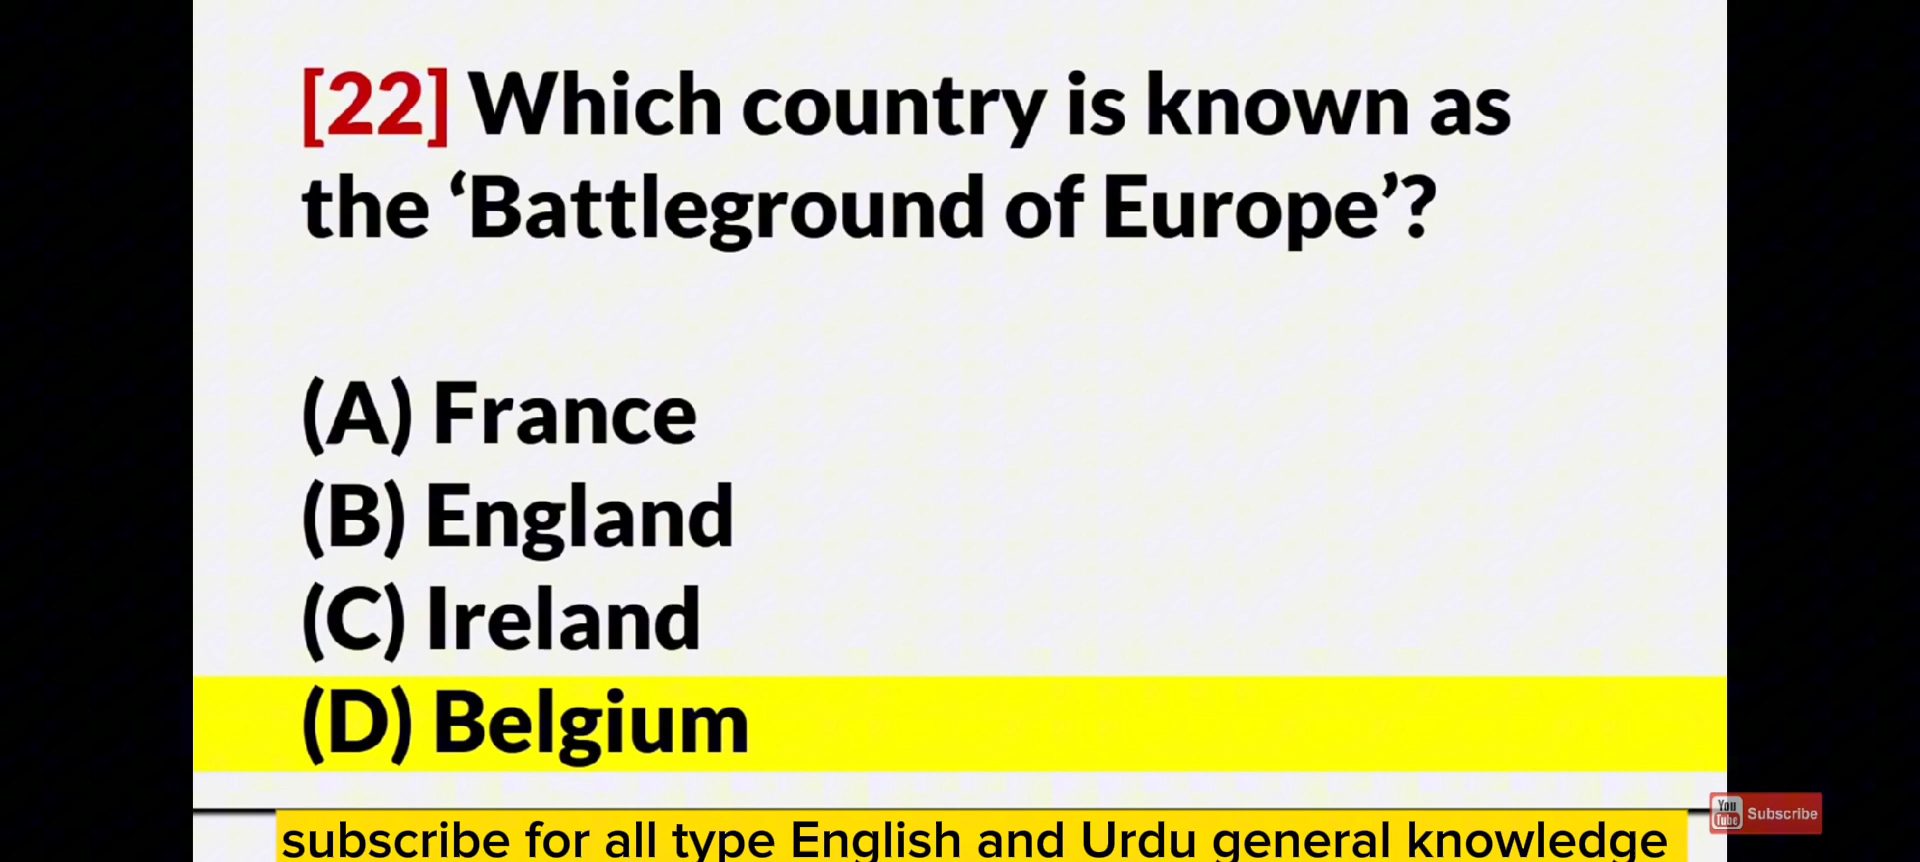 [22] Which country is known as
the ‘Battleground of Europe’?
(A) France
(B) England
(C) Ireland
(D) Belgium
You
Tube
Subscribe
subscribe for all type English and Urdu general knowledge